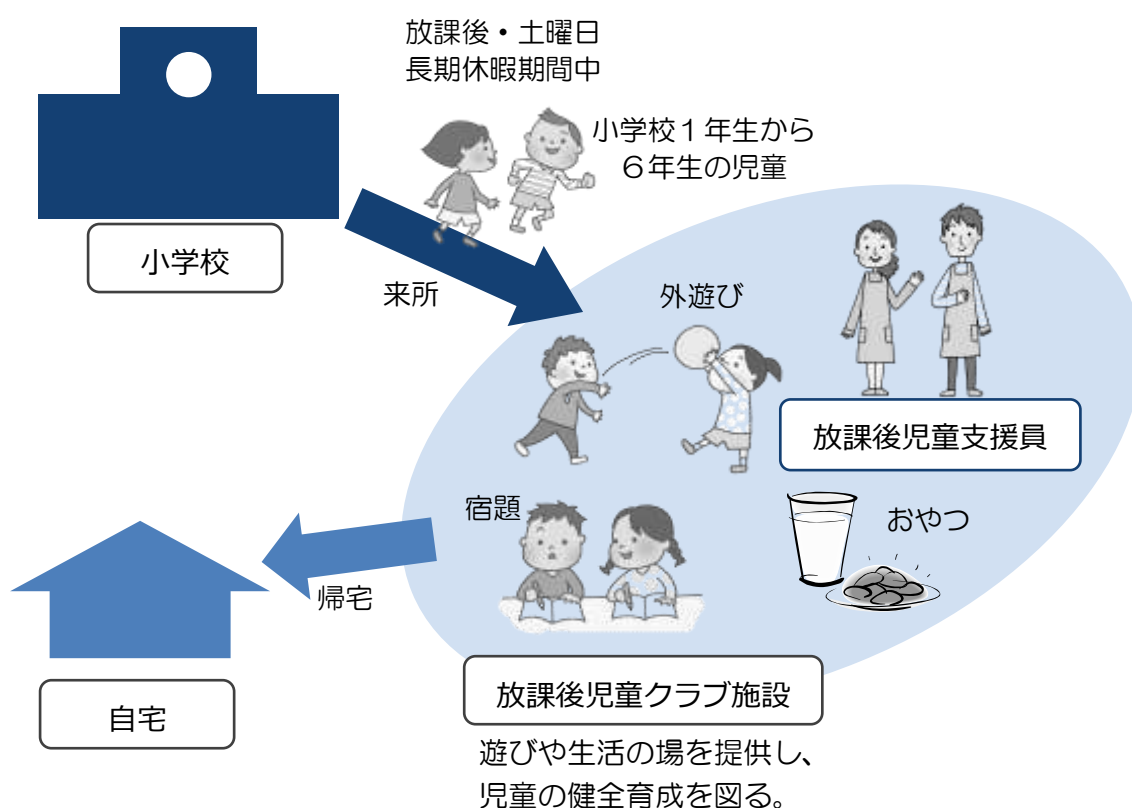 放課後・土曜日
長期休暇期間中
小学校１年生から
６年生の児童
小学校
来所
外遊び
放課後児童支援員
宿題
おやつ
帰宅
放課後児童クラブ施設
自宅
遊びや生活の場を提供し、
児童の健全育成を図る。